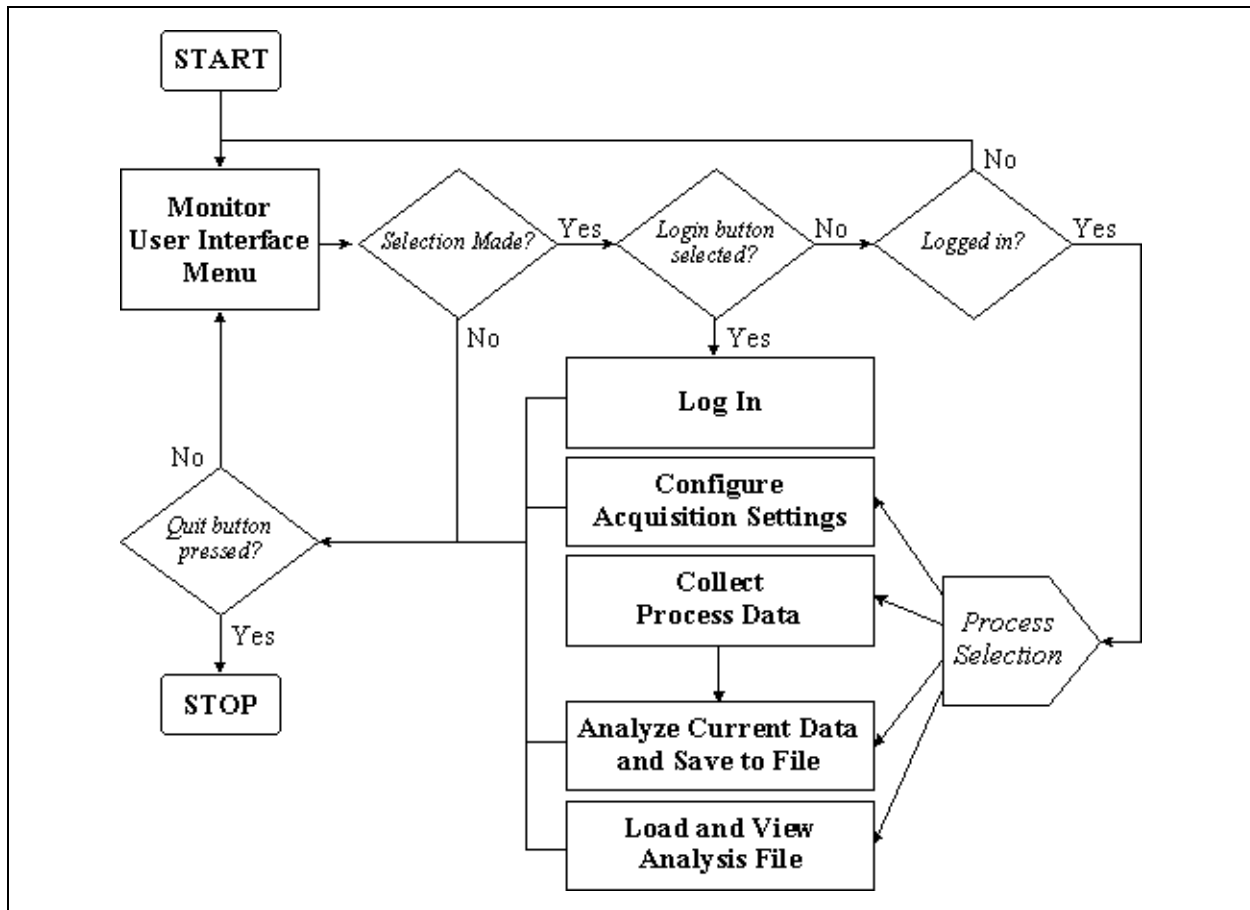 START
No
Monitor
User Interface
Menu
Selection Made?
Yes
Login button
selected?
No
Logged in?
Yes
No
Yes
Log In
No
Configure
Acquisition Settings
Quit button
pressed?
Collect
Process Data
Process
Selection
Yes
STOP
Analyze Current Data
and Save to File
Load and View
Analysis File